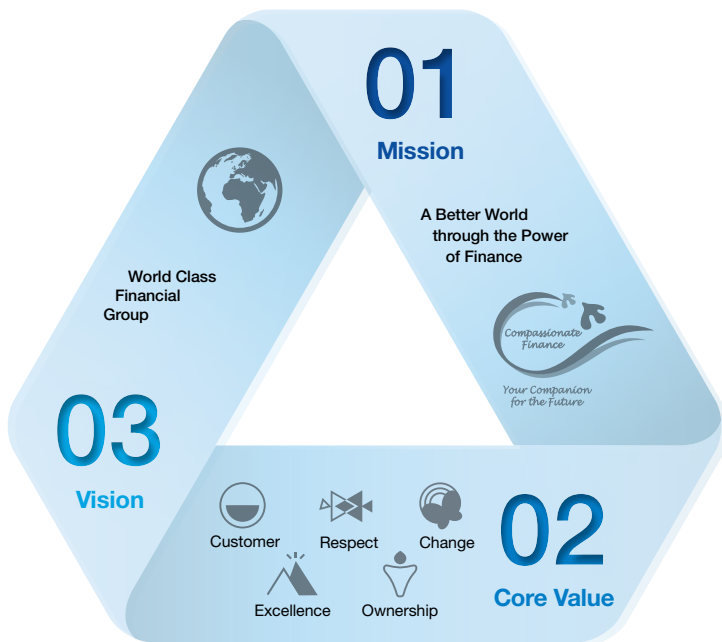 01
Mission
A Better World
through the Power
of Finance
Compassionate
Finance
Your Companion
for the Future
02
Core Value
Customer
Respect
Change
Excellence
Ownership
03
Vision
World Class
Financial
Group